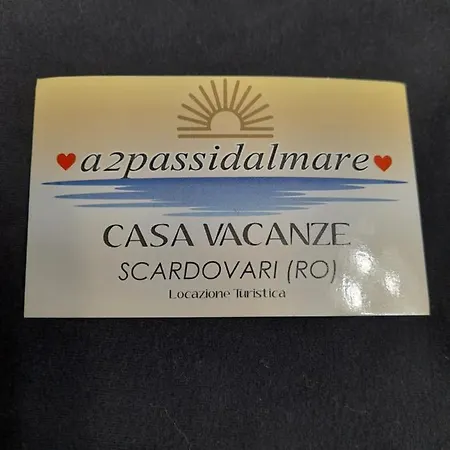 a2passidalmare
CASA VACANZE
SCARDOVARI (RO)
Locazione Turistica